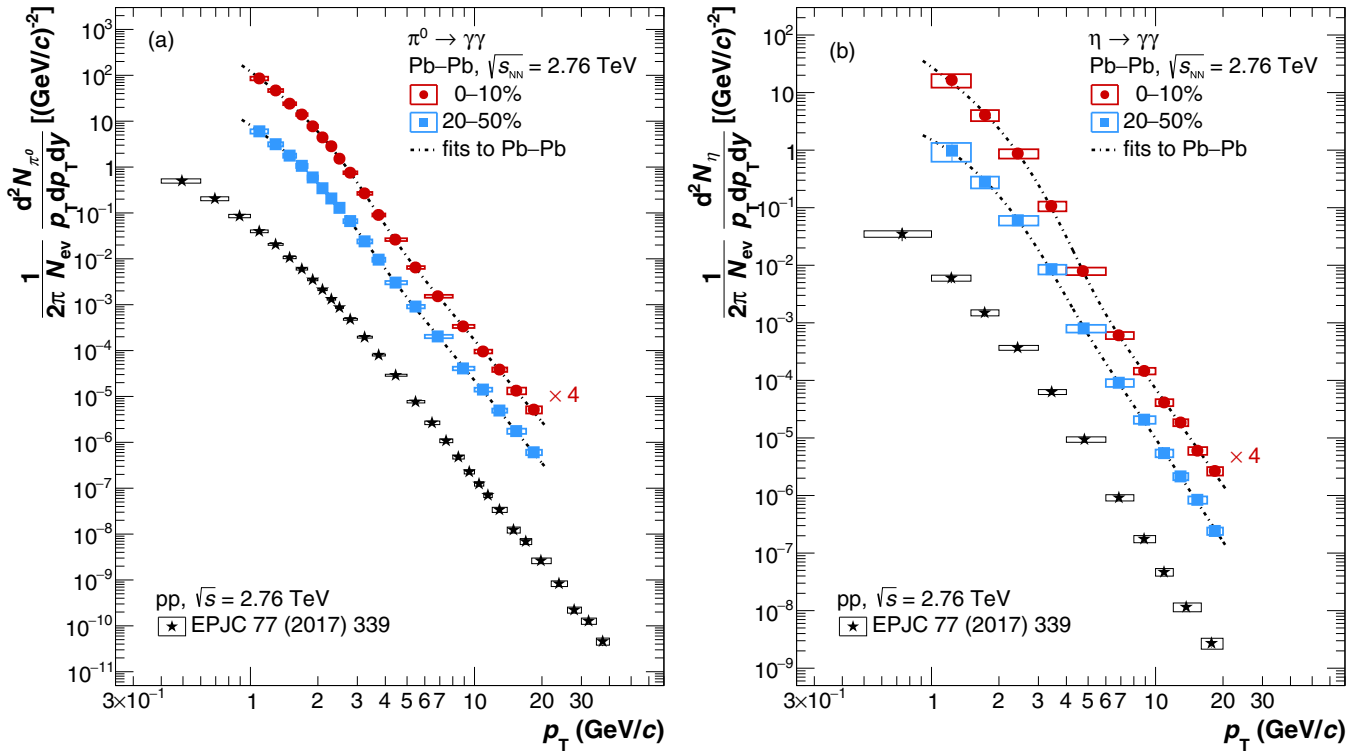 (a)
π⁰ → γγ
Pb–Pb, √s_NN = 2.76 TeV
0–10%
20–50%
fits to Pb–Pb
× 4
pp, √s = 2.76 TeV
EPJC 77 (2017) 339
1/(2π N_ev) d²N_π⁰/(p_T dp_T dy) [(GeV/c)⁻²]
10³
10²
10
1
10⁻¹
10⁻²
10⁻³
10⁻⁴
10⁻⁵
10⁻⁶
10⁻⁷
10⁻⁸
10⁻⁹
10⁻¹⁰
10⁻¹¹
3×10⁻¹ 1 2 3 4 5 6 7 10 20 30
p_T (GeV/c)
(b)
η → γγ
Pb–Pb, √s_NN = 2.76 TeV
0–10%
20–50%
fits to Pb–Pb
× 4
pp, √s = 2.76 TeV
EPJC 77 (2017) 339
1/(2π N_ev) d²N_η/(p_T dp_T dy) [(GeV/c)⁻²]
10²
10
1
10⁻¹
10⁻²
10⁻³
10⁻⁴
10⁻⁵
10⁻⁶
10⁻⁷
10⁻⁸
10⁻⁹
3×10⁻¹ 1 2 3 4 5 6 7 10 20 30
p_T (GeV/c)